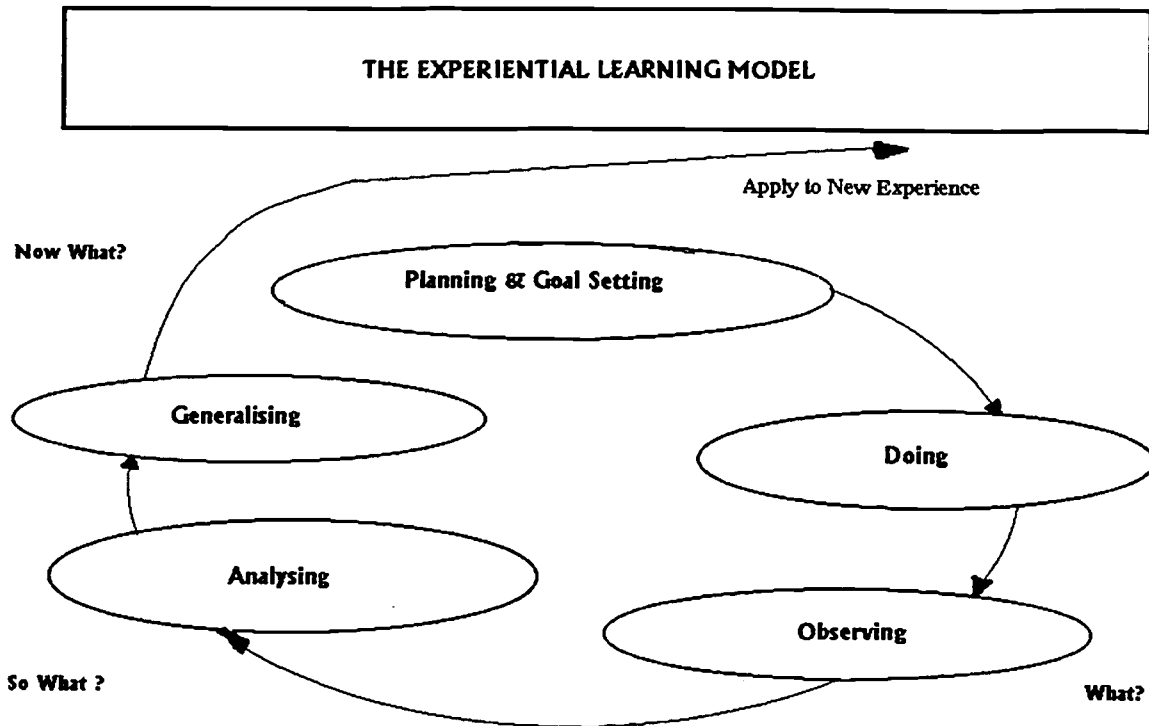 THE EXPERIENTIAL LEARNING MODEL
Apply to New Experience
Now What?
Planning & Goal Setting
Generalising
Doing
Analysing
Observing
So What ?
What?